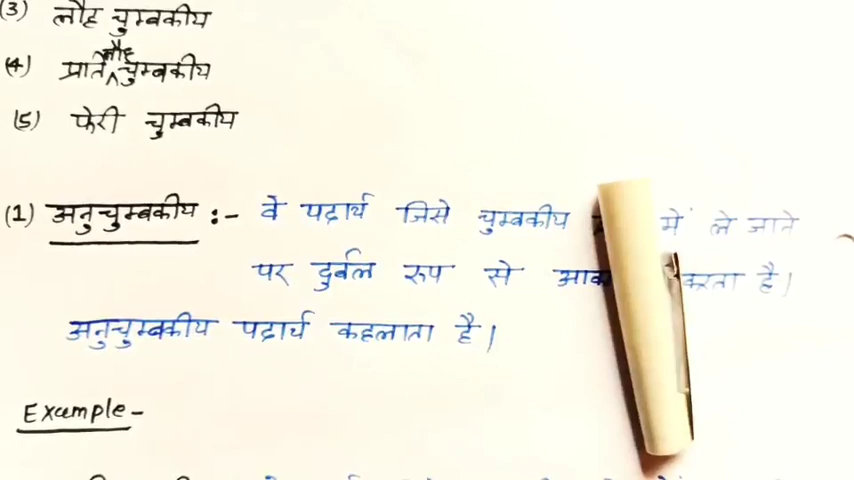 (3) लौह चुम्बकीय
(4) प्रति लौह चुम्बकीय
(5) फेरी चुम्बकीय
(1) अनुचुम्बकीय :- वे पदार्थ जिसे चुम्बकीय में ले जाने
पर दुर्बल रुप से करता है।
अनुचुम्बकीय पदार्थ कहलाता है।
Example-